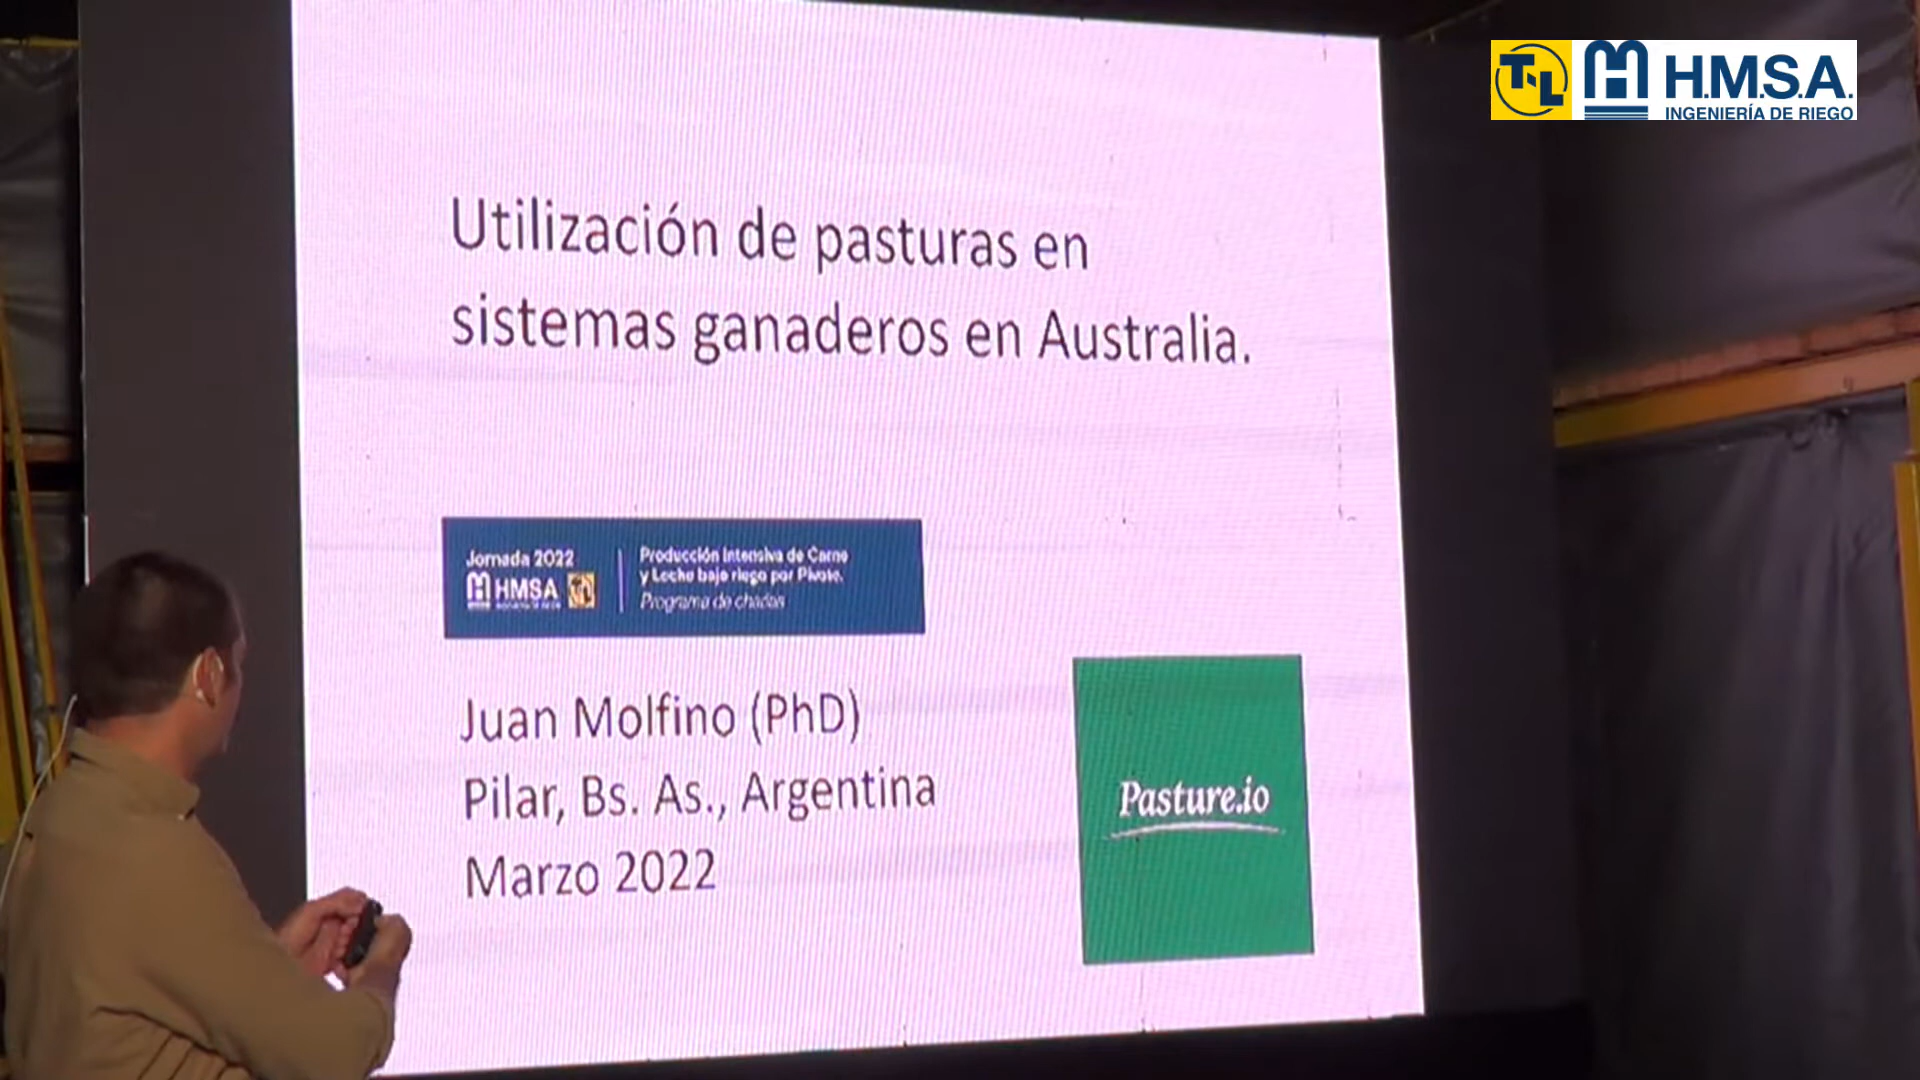 T-L
H.M.S.A.
INGENIERÍA DE RIEGO
Utilización de pasturas en
sistemas ganaderos en Australia.
Jornada 2022
HMSA
Producción Intensiva de Carne
y Leche bajo riego por Pivote.
Programa de charlas
Juan Molfino (PhD)
Pilar, Bs. As., Argentina
Marzo 2022
Pasture.io